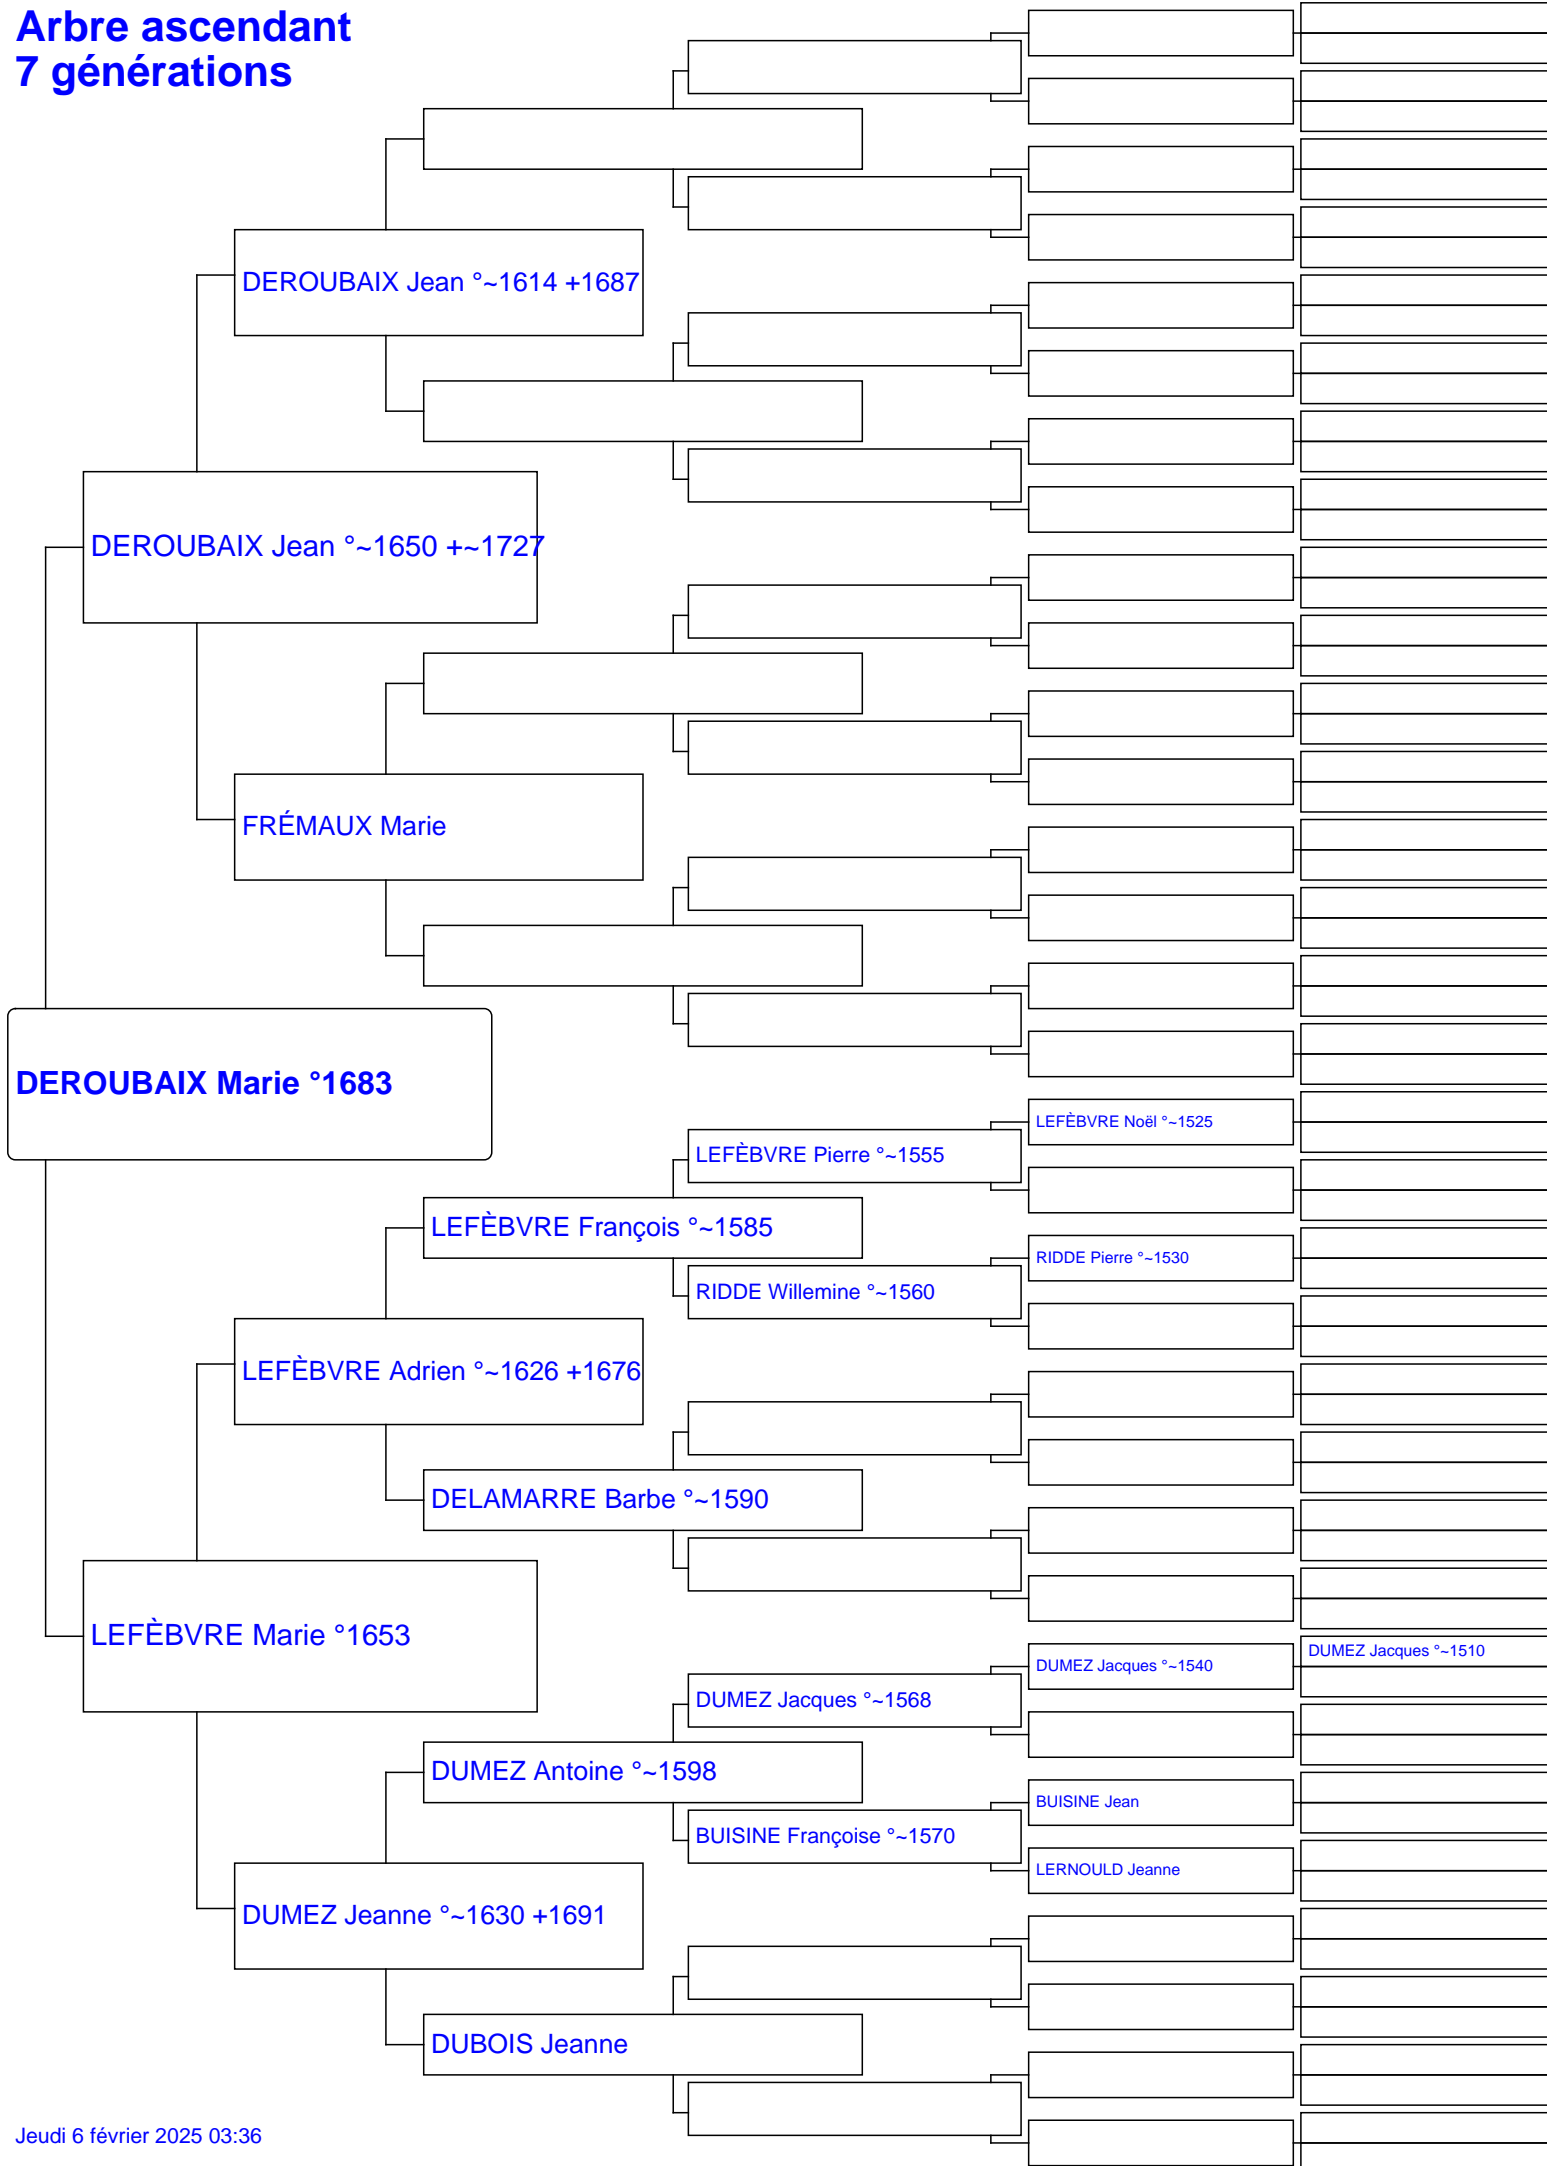 Arbre ascendant
7 générations
DEROUBAIX Jean °~1614 +1687
DEROUBAIX Jean °~1650 +~1727
FRÉMAUX Marie
DEROUBAIX Marie °1683
LEFÈBVRE Noël °~1525
LEFÈBVRE Pierre °~1555
LEFÈBVRE François °~1585
RIDDE Pierre °~1530
RIDDE Willemine °~1560
LEFÈBVRE Adrien °~1626 +1676
DELAMARRE Barbe °~1590
LEFÈBVRE Marie °1653
DUMEZ Jacques °~1510
DUMEZ Jacques °~1540
DUMEZ Jacques °~1568
DUMEZ Antoine °~1598
BUISINE Jean
BUISINE Françoise °~1570
LERNOULD Jeanne
DUMEZ Jeanne °~1630 +1691
DUBOIS Jeanne
Jeudi 6 février 2025 03:36